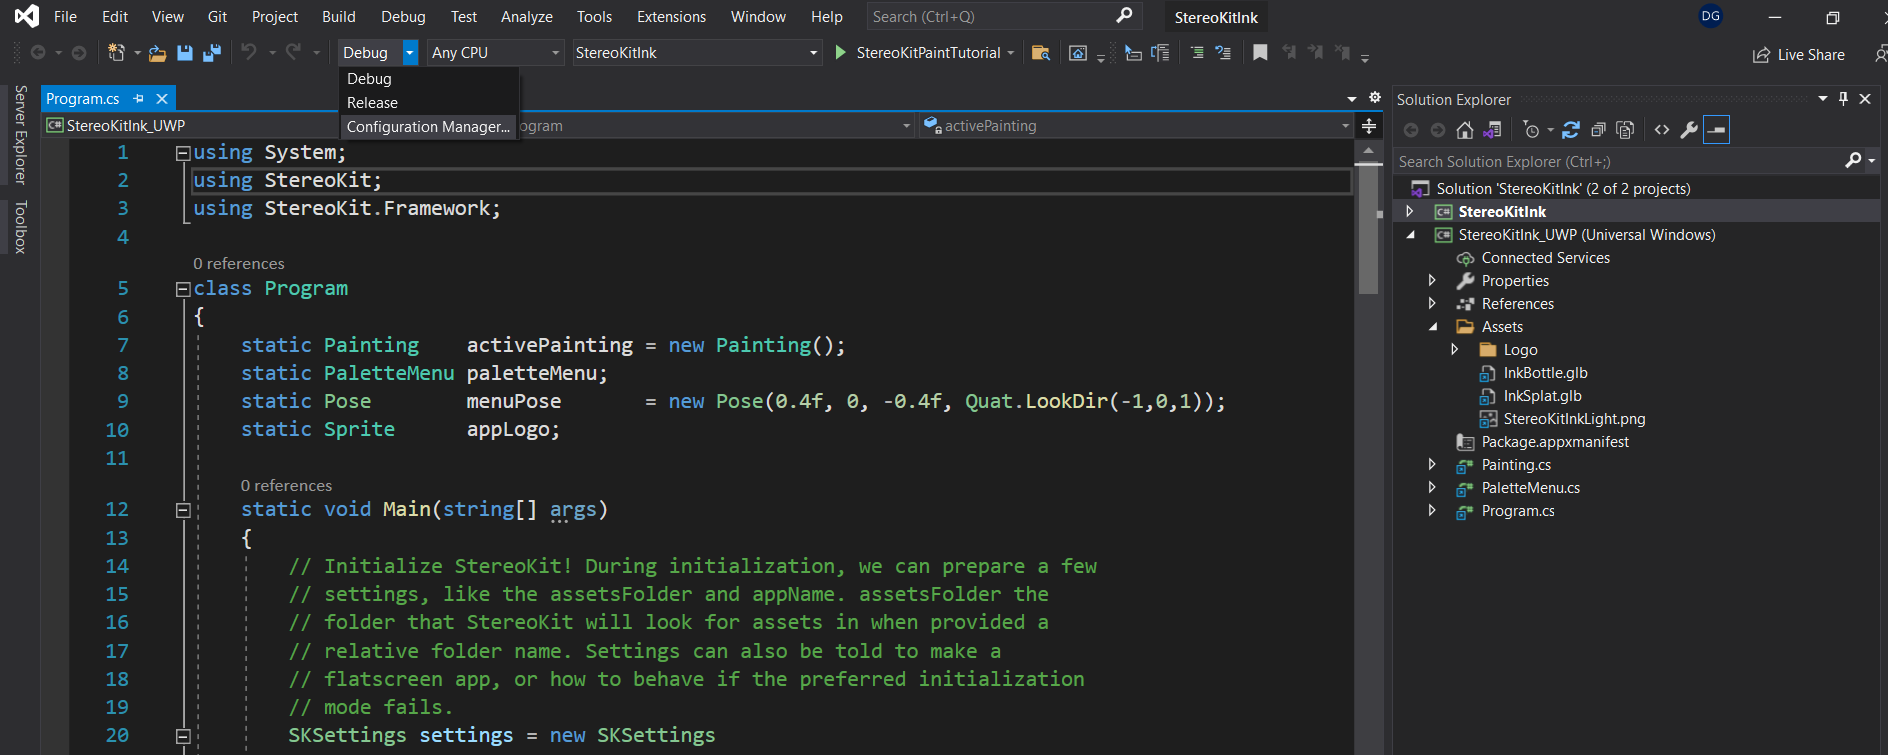 File Edit View Git Project Build Debug Test Analyze Tools Extensions Window Help Search (Ctrl+Q) StereoKitInk DG
Debug Any CPU StereoKitInk StereoKitPaintTutorial Live Share
Debug
Release
Configuration Manager...
Server Explorer
Toolbox
Program.cs
StereoKitInk_UWP ogram activePainting
1 using System;
2 using StereoKit;
3 using StereoKit.Framework;
4
0 references
5 class Program
6 {
7 static Painting activePainting = new Painting();
8 static PaletteMenu paletteMenu;
9 static Pose menuPose = new Pose(0.4f, 0, -0.4f, Quat.LookDir(-1,0,1));
10 static Sprite appLogo;
11
0 references
12 static void Main(string[] args)
13 {
14 // Initialize StereoKit! During initialization, we can prepare a few
15 // settings, like the assetsFolder and appName. assetsFolder the
16 // folder that StereoKit will look for assets in when provided a
17 // relative folder name. Settings can also be told to make a
18 // flatscreen app, or how to behave if the preferred initialization
19 // mode fails.
20 SKSettings settings = new SKSettings
Solution Explorer
Search Solution Explorer (Ctrl+;)
Solution 'StereoKitInk' (2 of 2 projects)
C# StereoKitInk
C# StereoKitInk_UWP (Universal Windows)
Connected Services
Properties
References
Assets
Logo
InkBottle.glb
InkSplat.glb
StereoKitInkLight.png
Package.appxmanifest
Painting.cs
PaletteMenu.cs
Program.cs